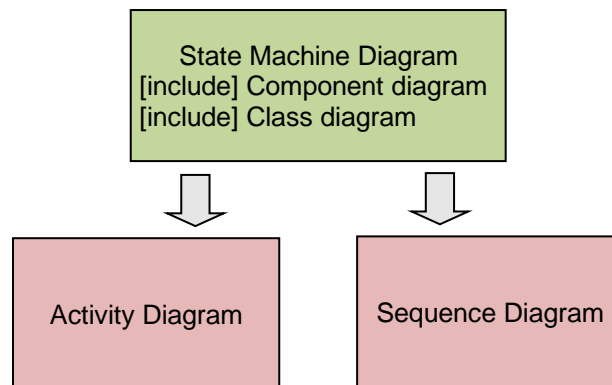 State Machine Diagram
[include] Component diagram
[include] Class diagram
Activity Diagram
Sequence Diagram